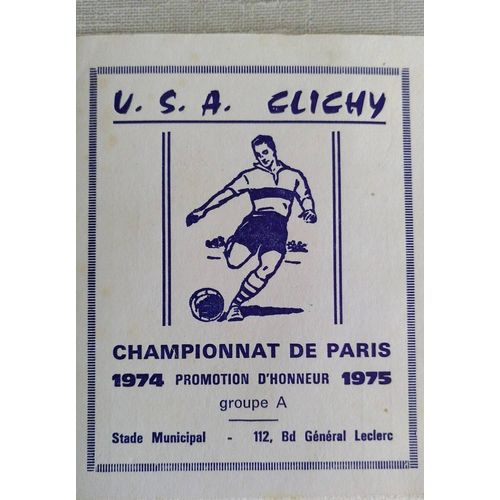 U. S. A. CLICHY
CHAMPIONNAT DE PARIS
1974 PROMOTION D'HONNEUR 1975
groupe A
Stade Municipal - 112, Bd Général Leclerc